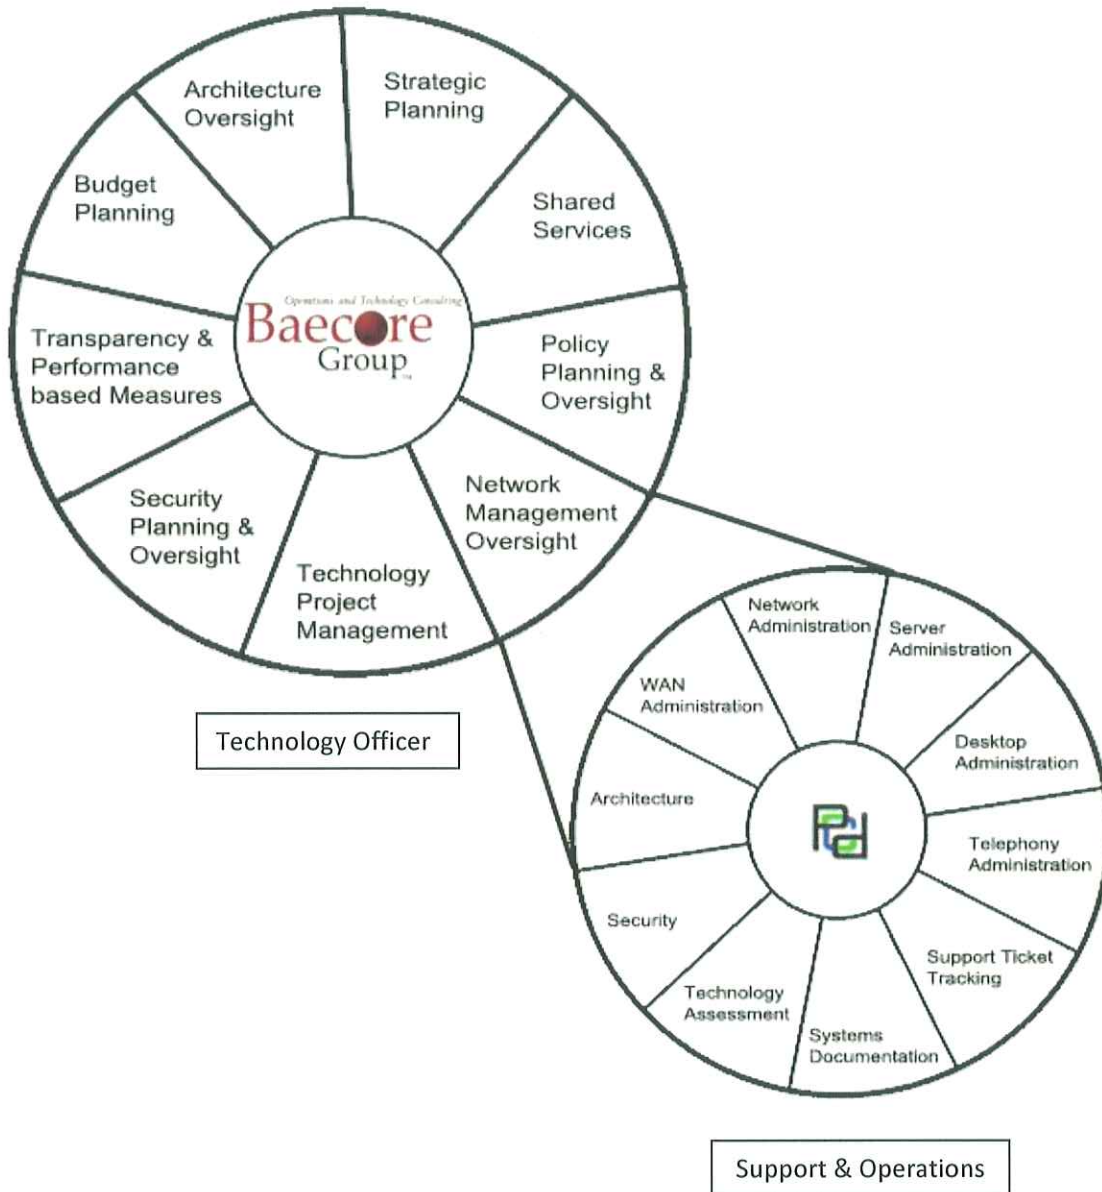 Architecture
Oversight
Strategic
Planning
Shared
Services
Policy
Planning &
Oversight
Network
Management
Oversight
Technology
Project
Management
Security
Planning &
Oversight
Transparency &
Performance
based Measures
Budget
Planning
Operations and Technology Consulting
Baecore
Group
Technology Officer
Network
Administration
Server
Administration
Desktop
Administration
Telephony
Administration
Support Ticket
Tracking
Systems
Documentation
Technology
Assessment
Security
Architecture
WAN
Administration
Support & Operations